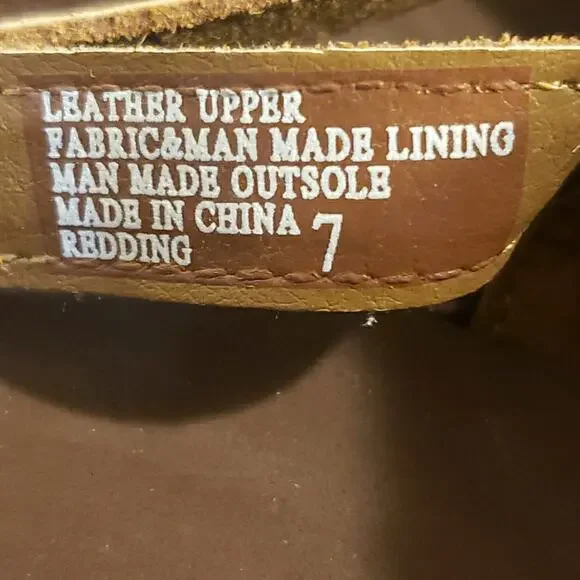 LEATHER UPPER
FABRIC&MAN MADE LINING
MAN MADE OUTSOLE
MADE IN CHINA 7
REDDING